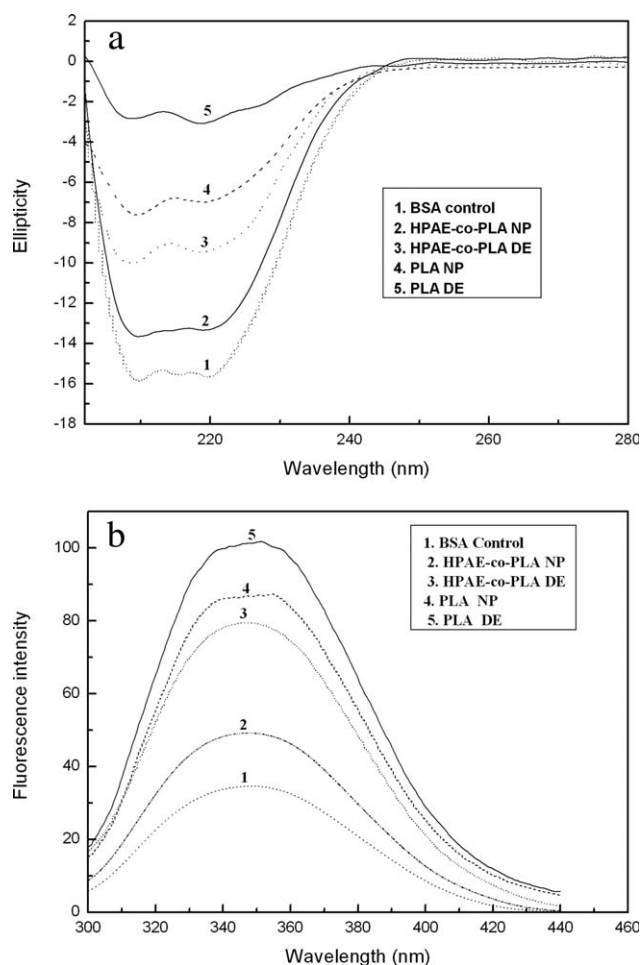 a
2
0
-2
-4
-6
-8
-10
-12
-14
-16
-18
Ellipticity
5
4
3
2
1
1. BSA control
2. HPAE-co-PLA NP
3. HPAE-co-PLA DE
4. PLA NP
5. PLA DE
220 240 260 280
Wavelength (nm)
b
100
80
60
40
20
0
Fluorescence intensity
5
4
3
2
1
1. BSA Control
2. HPAE-co-PLA NP
3. HPAE-co-PLA DE
4. PLA NP
5. PLA DE
300 320 340 360 380 400 420 440 460
Wavelength (nm)